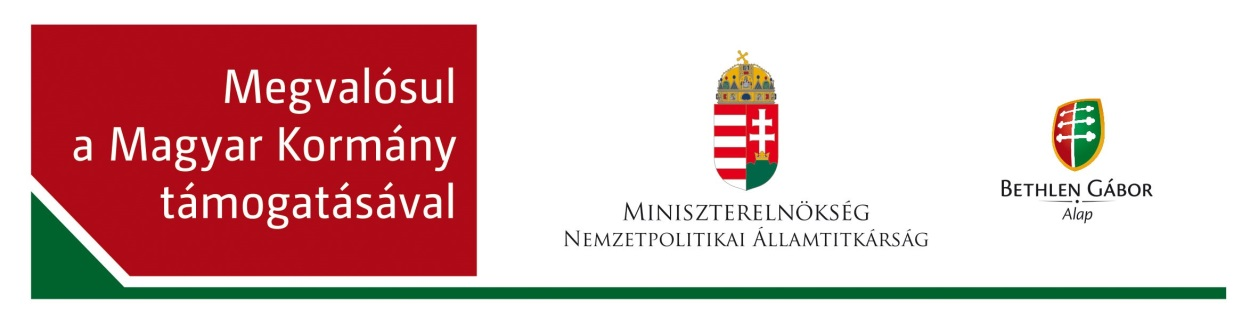 Megvalósul
a Magyar Kormány
támogatásával
MINISZTERELNÖKSÉG
NEMZETPOLITIKAI ÁLLAMTITKÁRSÁG
BETHLEN GÁBOR
Alap